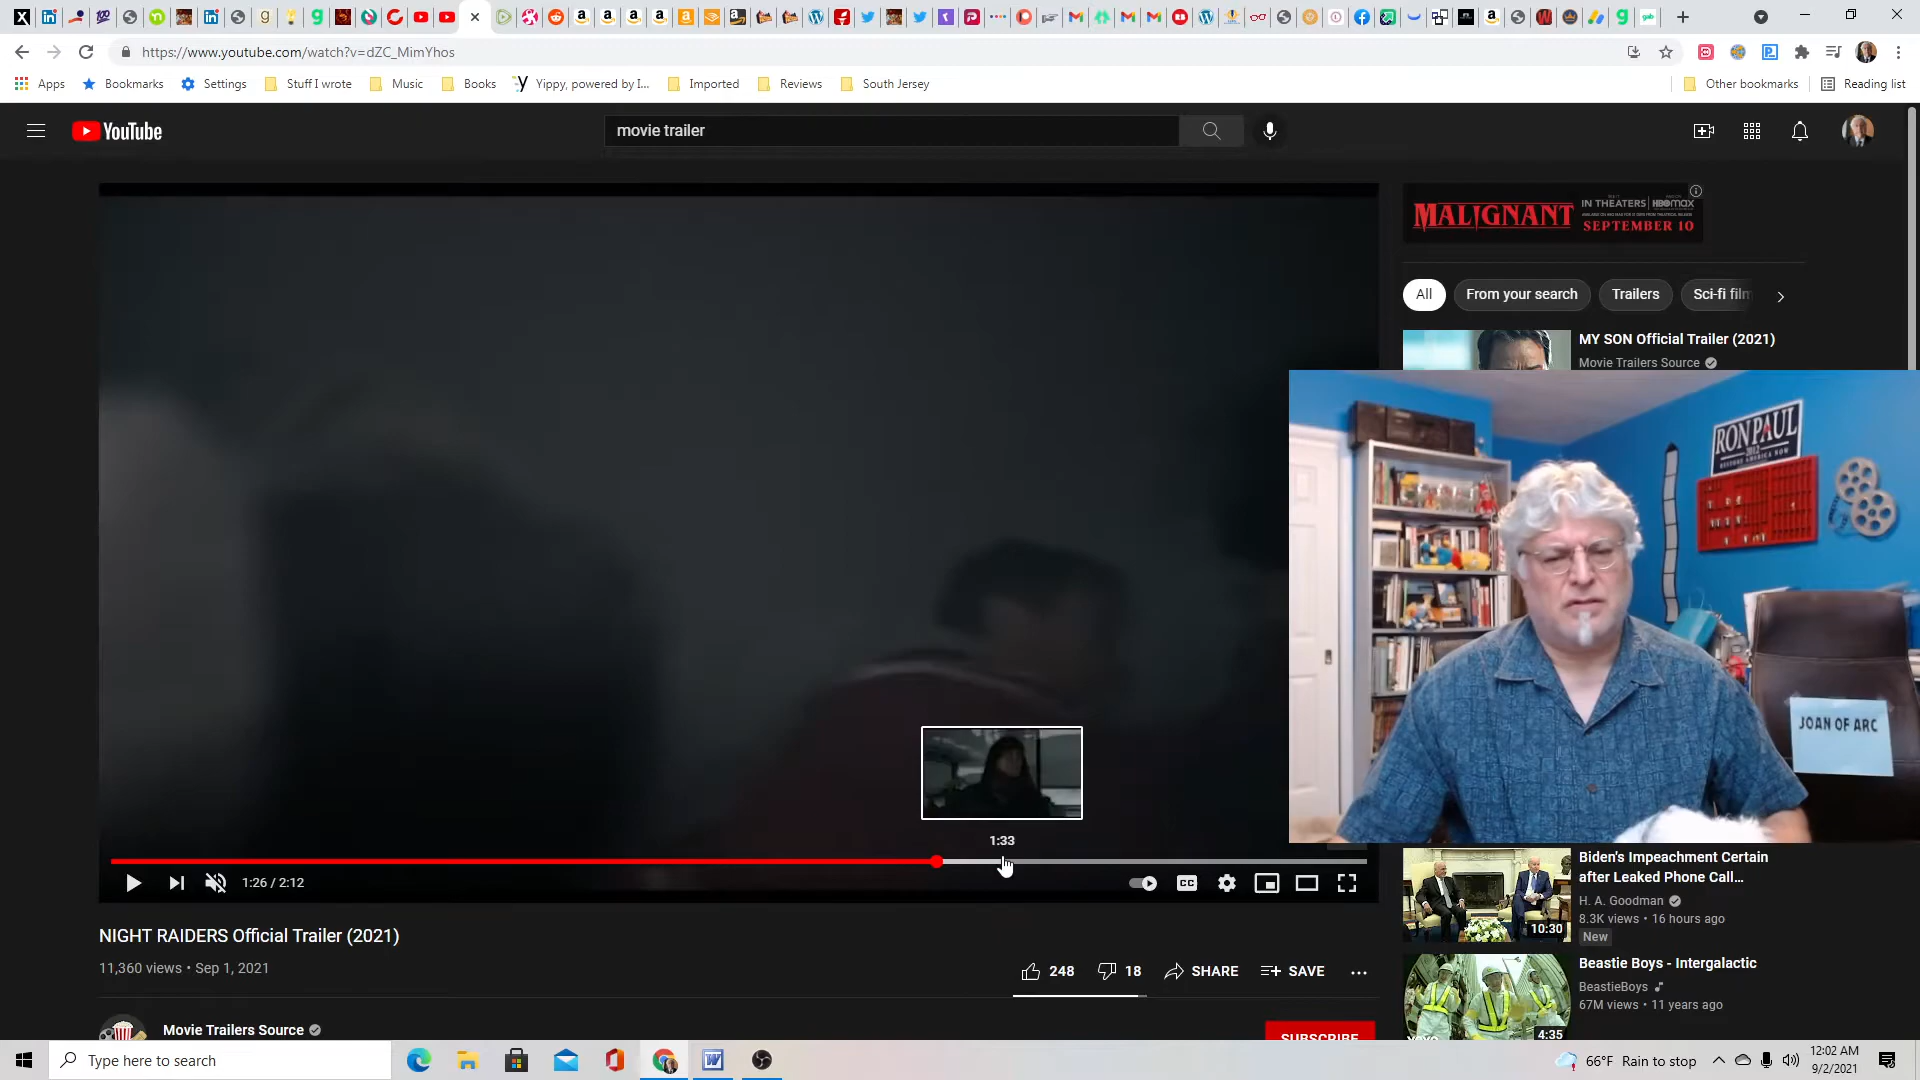 https://www.youtube.com/watch?v=dZC_MimYhos
Apps
Bookmarks
Settings
Stuff I wrote
Music
Books
Yippy, powered by I...
Imported
Reviews
South Jersey
Other bookmarks
Reading list
YouTube
movie trailer
MALIGNANT
IN THEATERS | HBOMAX
SEPTEMBER 10
All
From your search
Trailers
Sci-fi film
MY SON Official Trailer (2021)
Movie Trailers Source
RON PAUL
2012
RESTORE AMERICA NOW
JOAN OF ARC
1:33
1:26 / 2:12
CC
NIGHT RAIDERS Official Trailer (2021)
11,360 views • Sep 1, 2021
248
18
SHARE
SAVE
Movie Trailers Source
SUBSCRIBE
Biden's Impeachment Certain
after Leaked Phone Call...
H. A. Goodman
8.3K views • 16 hours ago
New
10:30
Beastie Boys - Intergalactic
BeastieBoys
67M views • 11 years ago
4:35
Type here to search
66°F Rain to stop
12:02 AM
9/2/2021